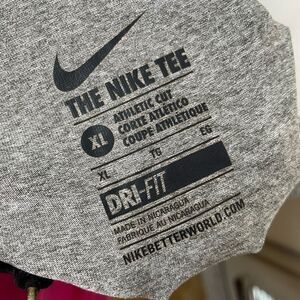 THE NIKE TEE
XL
ATHLETIC CUT
CORTE ATLÉTICO
COUPE ATHLÉTIQUE
XL TG EG
DRI-FIT
MADE IN NICARAGUA
FABRIQUÉ AU NICARAGUA
NIKEBETTERWORLD.COM